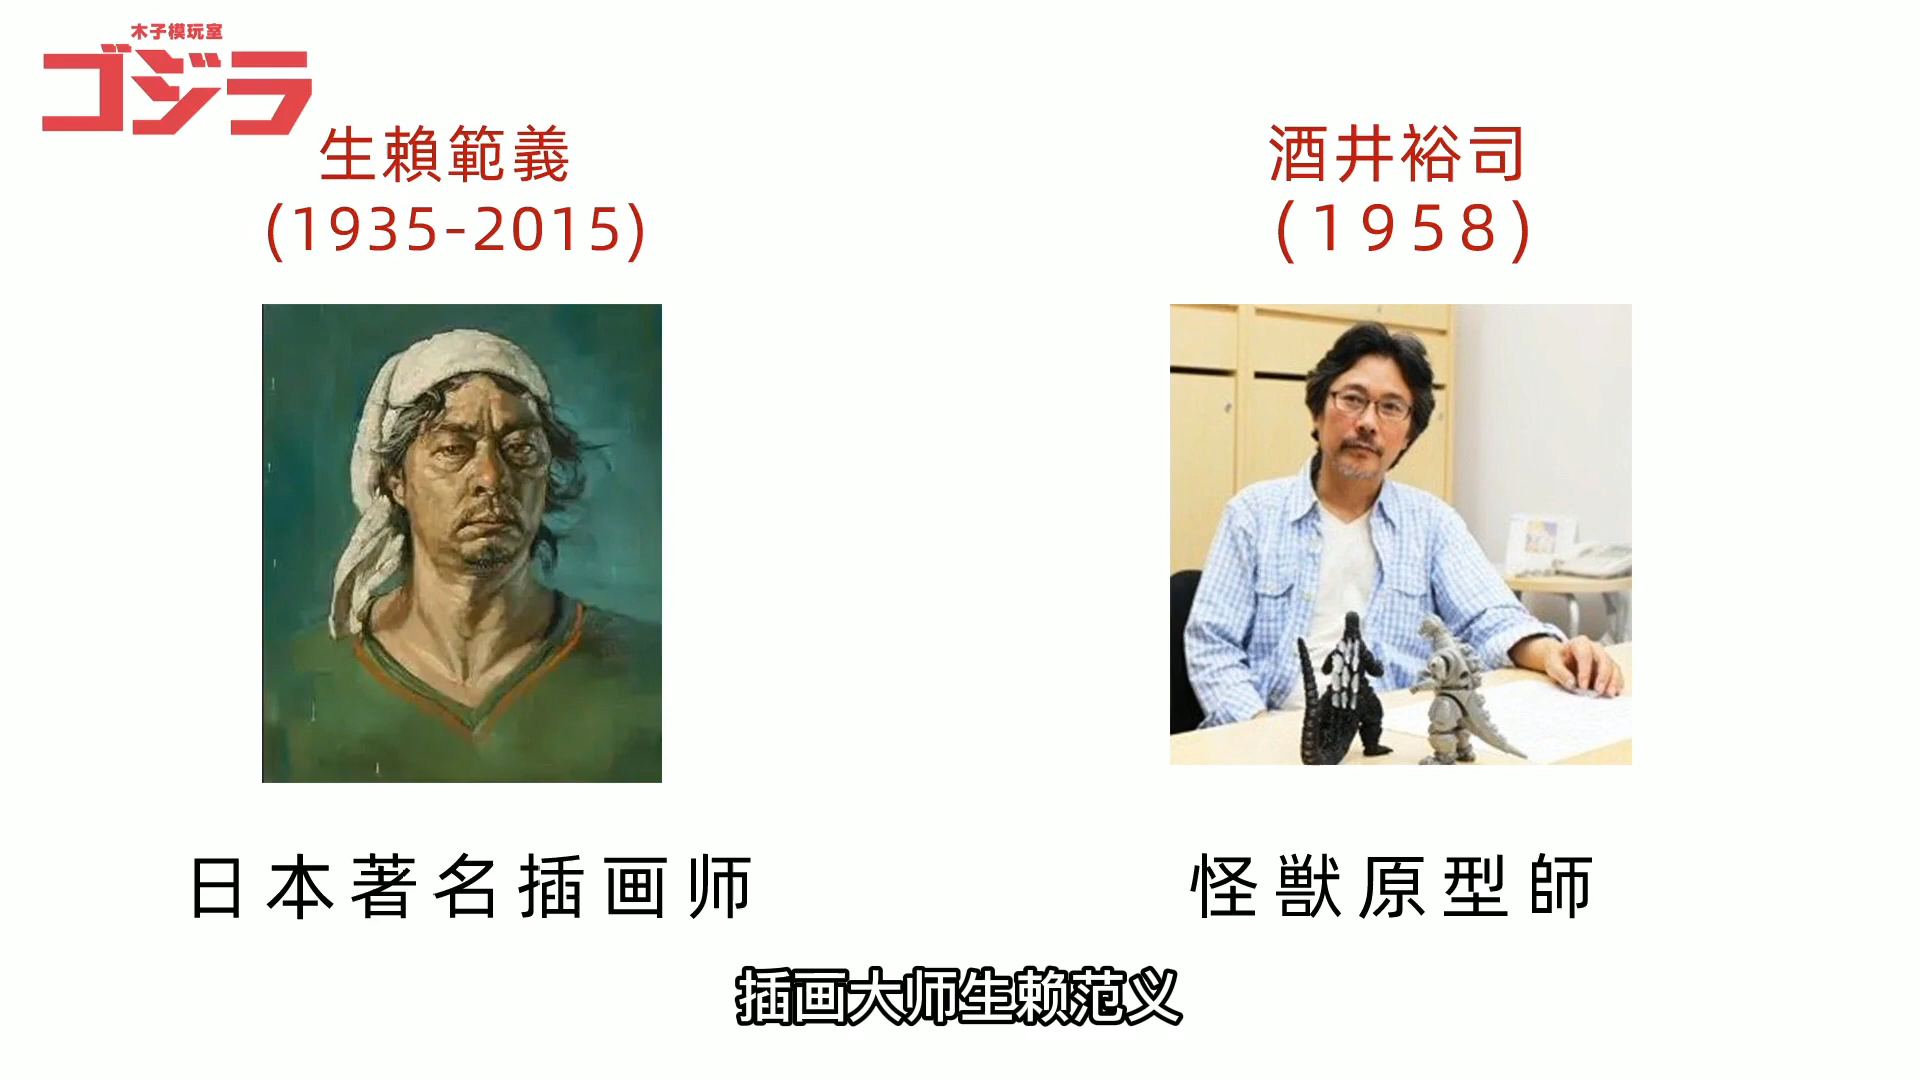 木子模玩室
ゴジラ
生賴範義
(1935-2015)
酒井裕司
(1958)
日本著名插画师
怪獣原型師
插画大师生赖范义